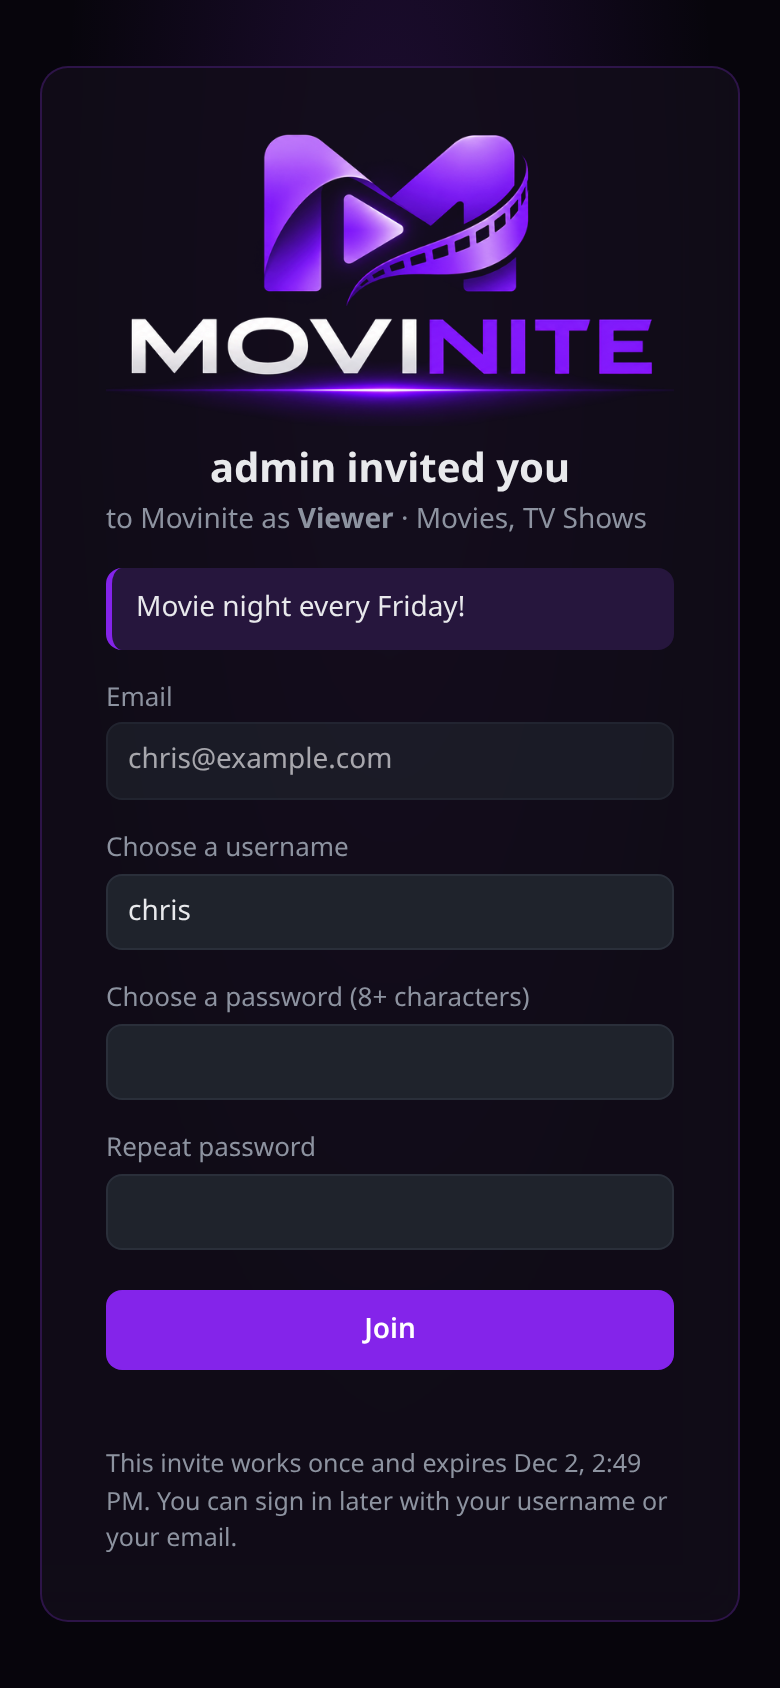 MOVINITE
admin invited you
to Movinite as Viewer · Movies, TV Shows
Movie night every Friday!
Email
chris@example.com
Choose a username
chris
Choose a password (8+ characters)
Repeat password
Join
This invite works once and expires Dec 2, 2:49
PM. You can sign in later with your username or
your email.